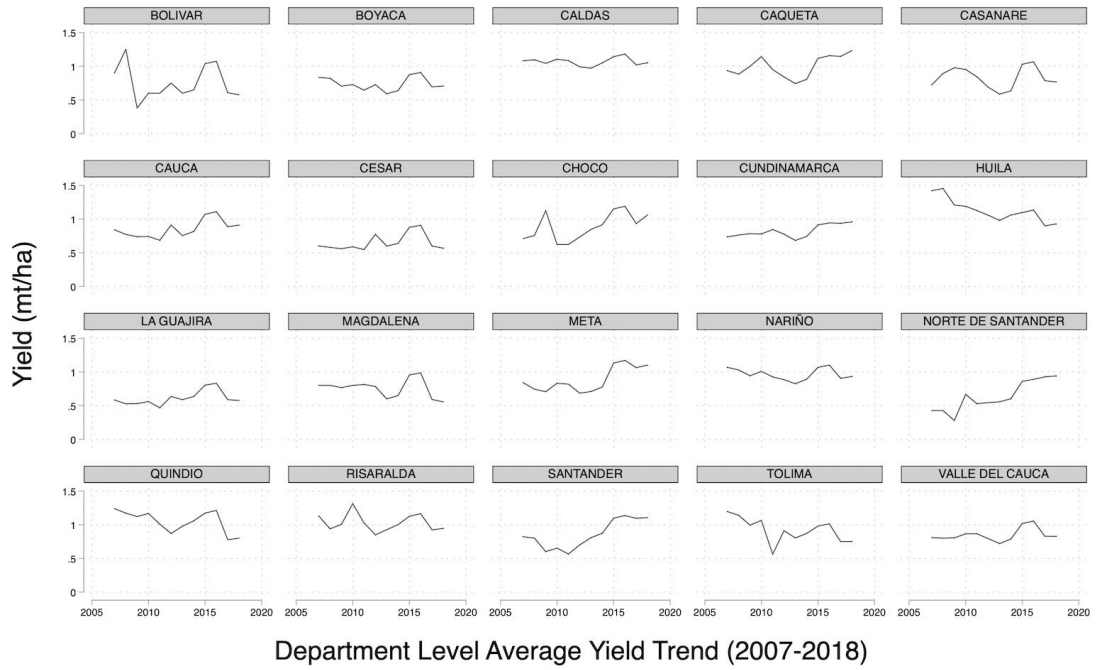 BOLIVAR BOYACA CALDAS CAQUETA CASANARE
1.5
1
.5
0
CAUCA CESAR CHOCO CUNDINAMARCA HUILA
1.5
1
.5
0
LA GUAJIRA MAGDALENA META NARIÑO NORTE DE SANTANDER
1.5
1
.5
0
QUINDIO RISARALDA SANTANDER TOLIMA VALLE DEL CAUCA
1.5
1
.5
0
2005 2010 2015 2020 2005 2010 2015 2020 2005 2010 2015 2020 2005 2010 2015 2020 2005 2010 2015 2020
Yield (mt/ha)
Department Level Average Yield Trend (2007-2018)